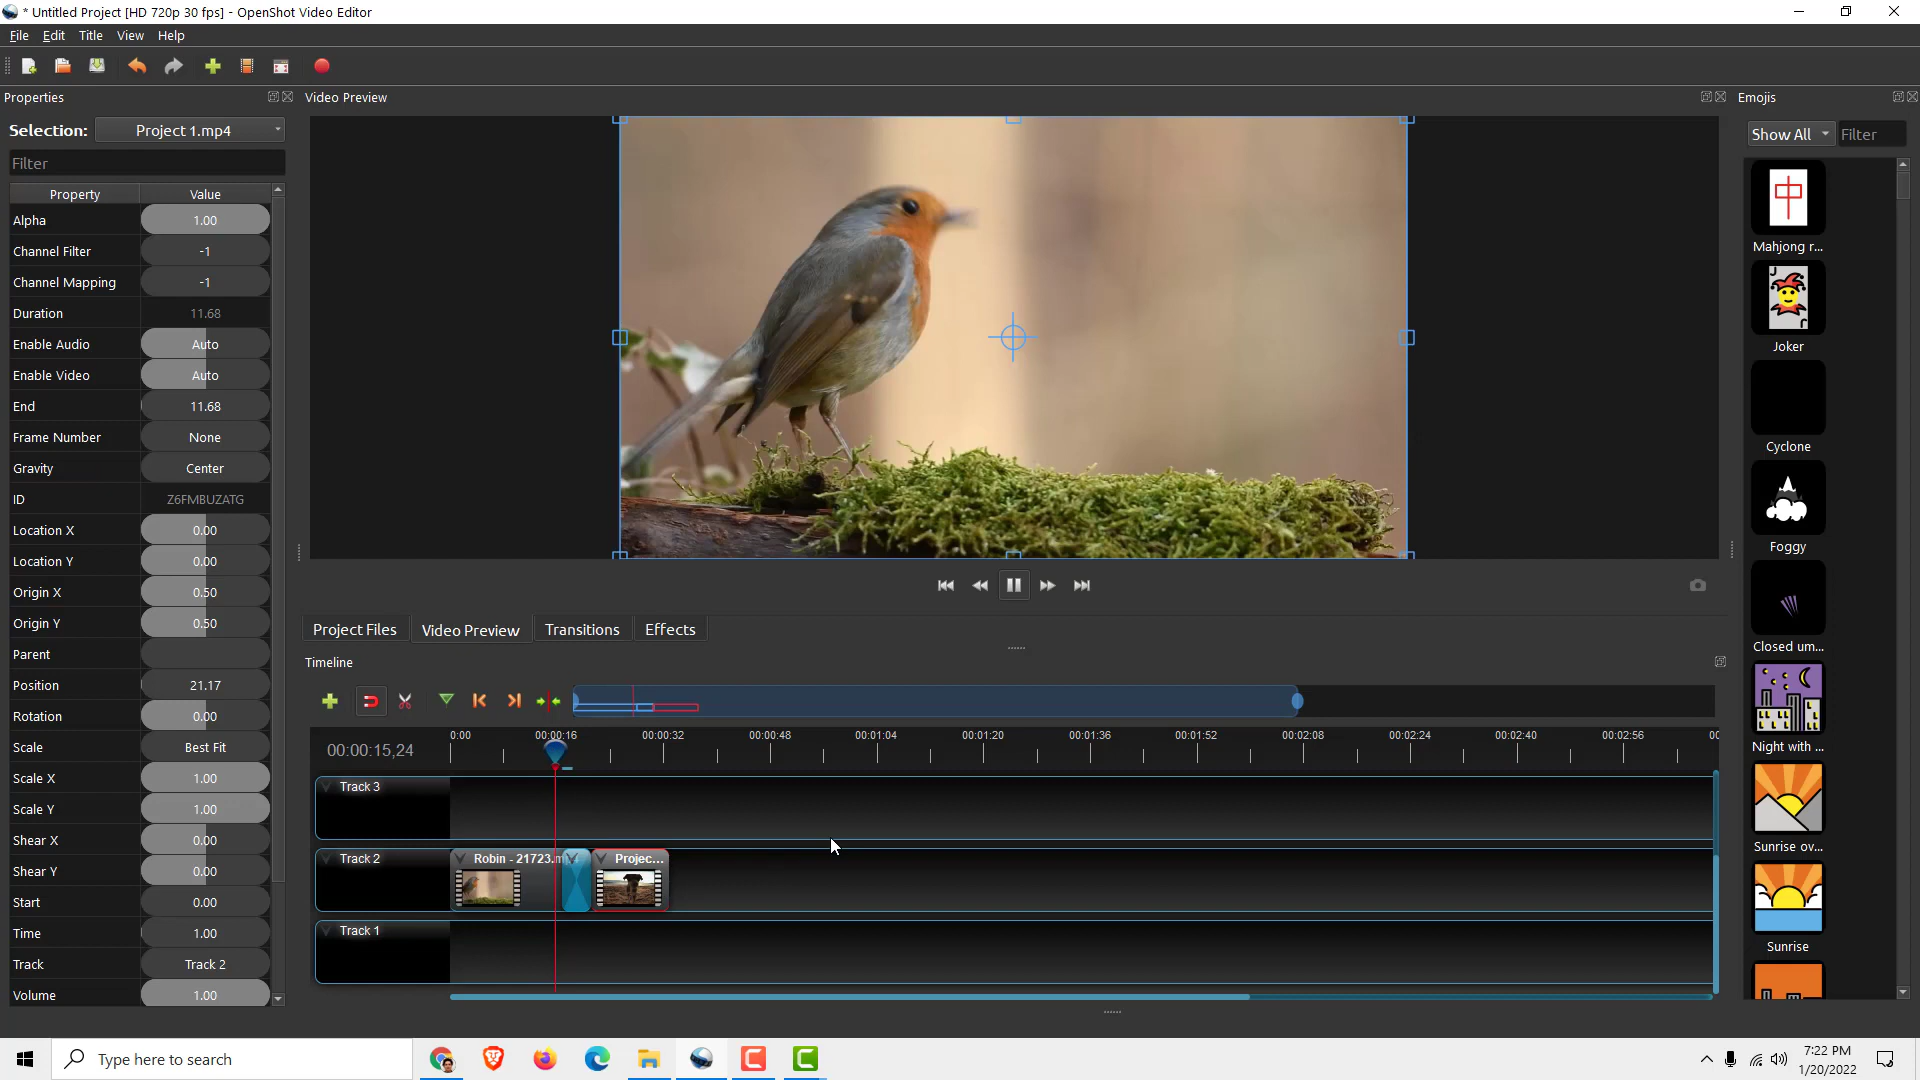 * Untitled Project [HD 720p 30 fps] - OpenShot Video Editor
File Edit Title View Help
Properties
Video Preview
Emojis
Selection: Project 1.mp4
Show All
Filter
Filter
Property Value
Alpha 1.00
Channel Filter -1
Channel Mapping -1
Duration 11.68
Enable Audio Auto
Enable Video Auto
End 11.68
Frame Number None
Gravity Center
ID Z6FMBUZATG
Location X 0.00
Location Y 0.00
Origin X 0.50
Origin Y 0.50
Parent
Position 21.17
Rotation 0.00
Scale Best Fit
Scale X 1.00
Scale Y 1.00
Shear X 0.00
Shear Y 0.00
Start 0.00
Time 1.00
Track Track 2
Volume 1.00
中
Mahjong r...
J
J
Joker
Cyclone
Foggy
Closed um...
Night with ...
Sunrise ov...
Sunrise
Project Files Video Preview Transitions Effects
Timeline
00:00:15,24
0:00 00:00:16 00:00:32 00:00:48 00:01:04 00:01:20 00:01:36 00:01:52 00:02:08 00:02:24 00:02:40 00:02:56 00
Track 3
Track 2
Robin - 21723.m
Projec...
Track 1
Type here to search
7:22 PM
1/20/2022